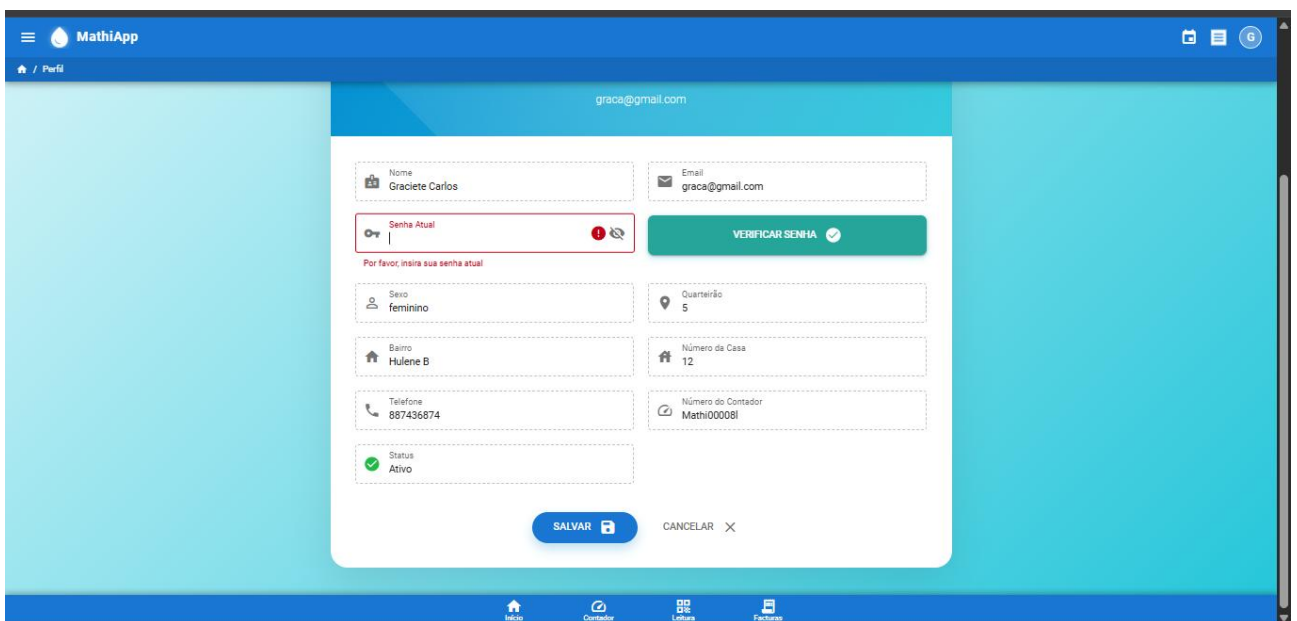 MathiApp
G
/ Perfil
graca@gmail.com
Nome
Graciete Carlos
Email
graca@gmail.com
Senha Atual
VERIFICAR SENHA
Por favor, insira sua senha atual
Sexo
feminino
Quarteirão
5
Bairro
Hulene B
Número da Casa
12
Telefone
887436874
Número do Contador
Mathi00008l
Status
Ativo
SALVAR
CANCELAR
Início
Contador
Leitura
Facturas